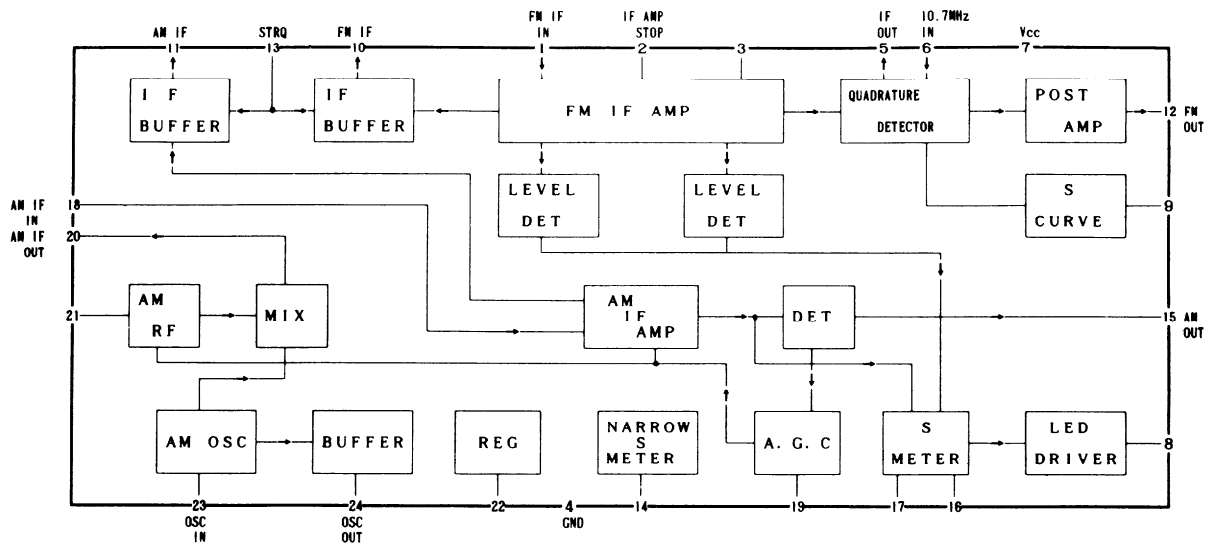 AM IF STRQ FM IF FM IF IN IF AMP STOP IF OUT 10.7MHz IN Vcc
11 13 10 1 2 3 5 6 7
I F BUFFER
IF BUFFER
FM IF AMP
QUADRATURE DETECTOR
POST AMP
12 FM OUT
LEVEL DET
LEVEL DET
S CURVE
9
AM IF IN 18
AM IF OUT 20
21
AM RF
MIX
AM IF AMP
DET
15 AM OUT
AM OSC
BUFFER
REG
NARROW S METER
A. G. C
S METER
LED DRIVER
8
23 24 22 4 14 19 17 16
OSC IN
OSC OUT
GND